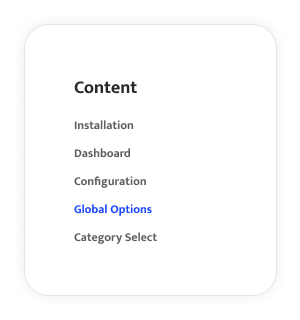 Content
Installation
Dashboard
Configuration
Global Options
Category Select